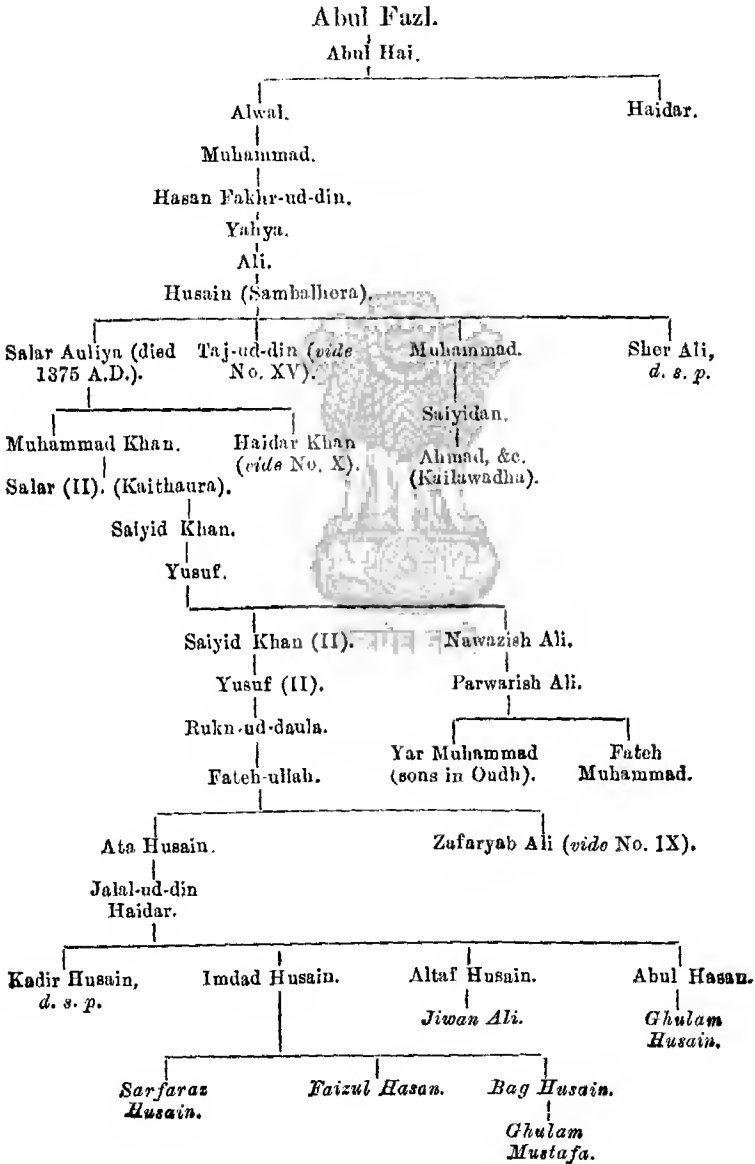 Abul Fazl.
Abul Hai.
Alwal. Haidar.
Muhammad.
Hasan Fakhr-ud-din.
Yahya.
Ali.
Husain (Sambalhera).
Salar Auliya (died Taj-ud-din (vide Muhammad. Sher Ali,
1375 A.D.). No. XV). d. s. p.
Saiyidan.
Muhammad Khan. Haidar Khan Ahmad, &c.
(vide No. X). (Kailawadha).
Salar (II). (Kaithaura).
Saiyid Khan.
Yusuf.
Saiyid Khan (II). Nawazish Ali.
Yusuf (II). Parwarish Ali.
Rukn-ud-daula.
Yar Muhammad Fateh
(sons in Oudh). Muhammad.
Fateh-ullah.
Ata Husain. Zafaryab Ali (vide No. IX).
Jalal-ud-din
Haidar.
Kadir Husain, Imdad Husain. Altaf Husain. Abul Hasan.
d. s. p.
Jiwan Ali. Ghulam
Husain.
Sarfaraz Faizul Hasan. Bag Husain.
Husain.
Ghulam
Mustafa.